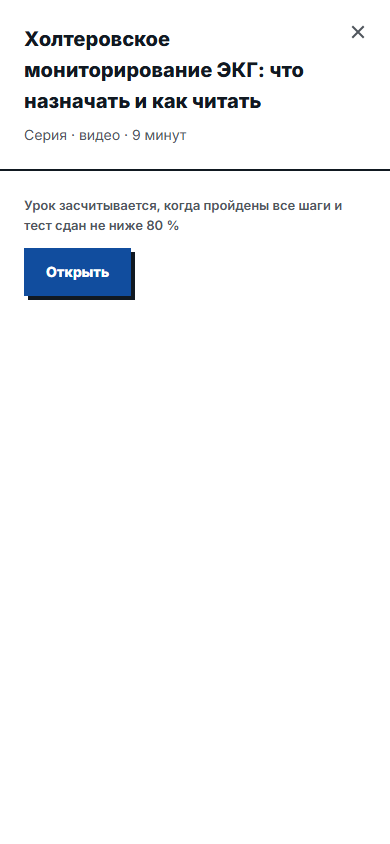 Холтеровское
мониторирование ЭКГ: что
назначать и как читать
Серия · видео · 9 минут
Урок засчитывается, когда пройдены все шаги и
тест сдан не ниже 80 %
Открыть